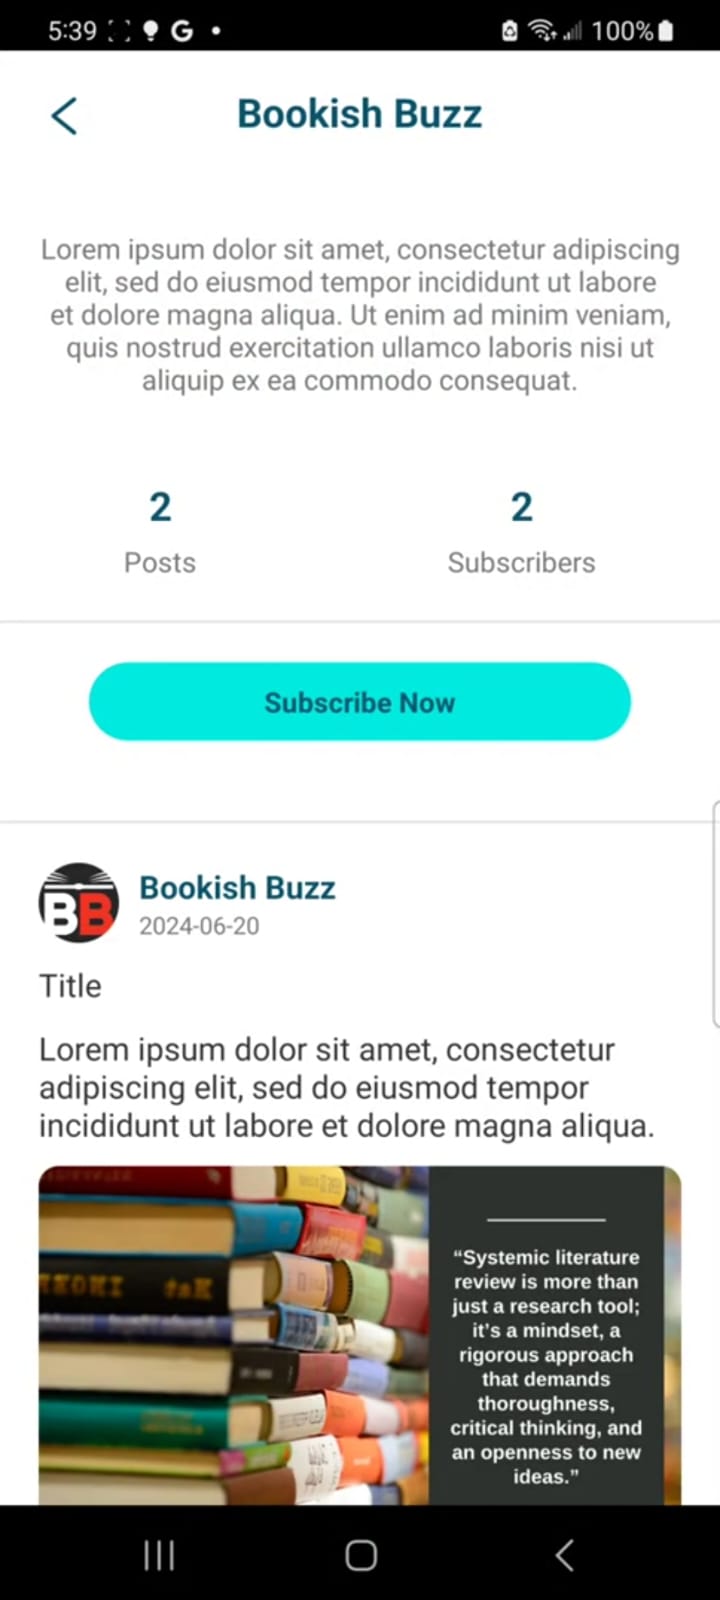 5:39 G 100%
Bookish Buzz
Lorem ipsum dolor sit amet, consectetur adipiscing
elit, sed do eiusmod tempor incididunt ut labore
et dolore magna aliqua. Ut enim ad minim veniam,
quis nostrud exercitation ullamco laboris nisi ut
aliquip ex ea commodo consequat.
2 2
Posts Subscribers
Subscribe Now
BB
Bookish Buzz
2024-06-20
Title
Lorem ipsum dolor sit amet, consectetur
adipiscing elit, sed do eiusmod tempor
incididunt ut labore et dolore magna aliqua.
“Systemic literature
review is more than
just a research tool;
it’s a mindset, a
rigorous approach
that demands
thoroughness,
critical thinking, and
an openness to new
ideas.”